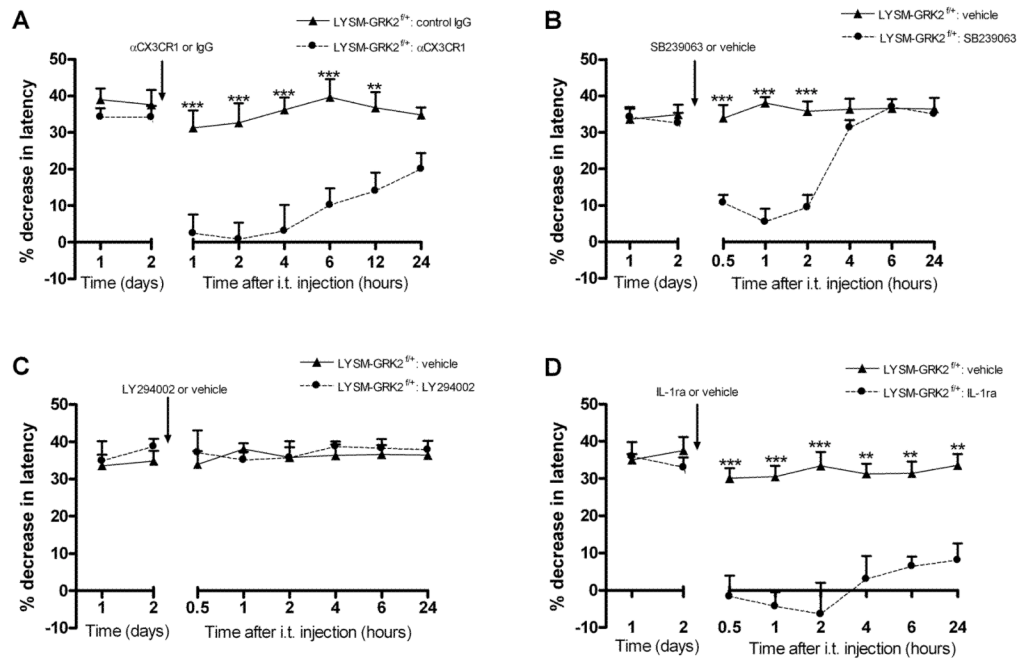 A
LYSM-GRK2 f/+: control IgG
LYSM-GRK2 f/+: αCX3CR1
αCX3CR1 or IgG
% decrease in latency
50
40
30
20
10
0
-10
*** *** *** *** **
1 2
Time (days)
1 2 4 6 12 24
Time after i.t. injection (hours)
B
LYSM-GRK2 f/+: vehicle
LYSM-GRK2 f/+: SB239063
SB239063 or vehicle
% decrease in latency
50
40
30
20
10
0
-10
*** *** ***
1 2
Time (days)
0.5 1 2 4 6 24
Time after i.t. injection (hours)
C
LYSM-GRK2 f/+: vehicle
LYSM-GRK2 f/+: LY294002
LY294002 or vehicle
% decrease in latency
50
40
30
20
10
0
-10
1 2
Time (days)
0.5 1 2 4 6 24
Time after i.t. injection (hours)
D
LYSM-GRK2 f/+: vehicle
LYSM-GRK2 f/+: IL-1ra
IL-1ra or vehicle
% decrease in latency
50
40
30
20
10
0
-10
*** *** *** ** ** **
1 2
Time (days)
0.5 1 2 4 6 24
Time after i.t. injection (hours)